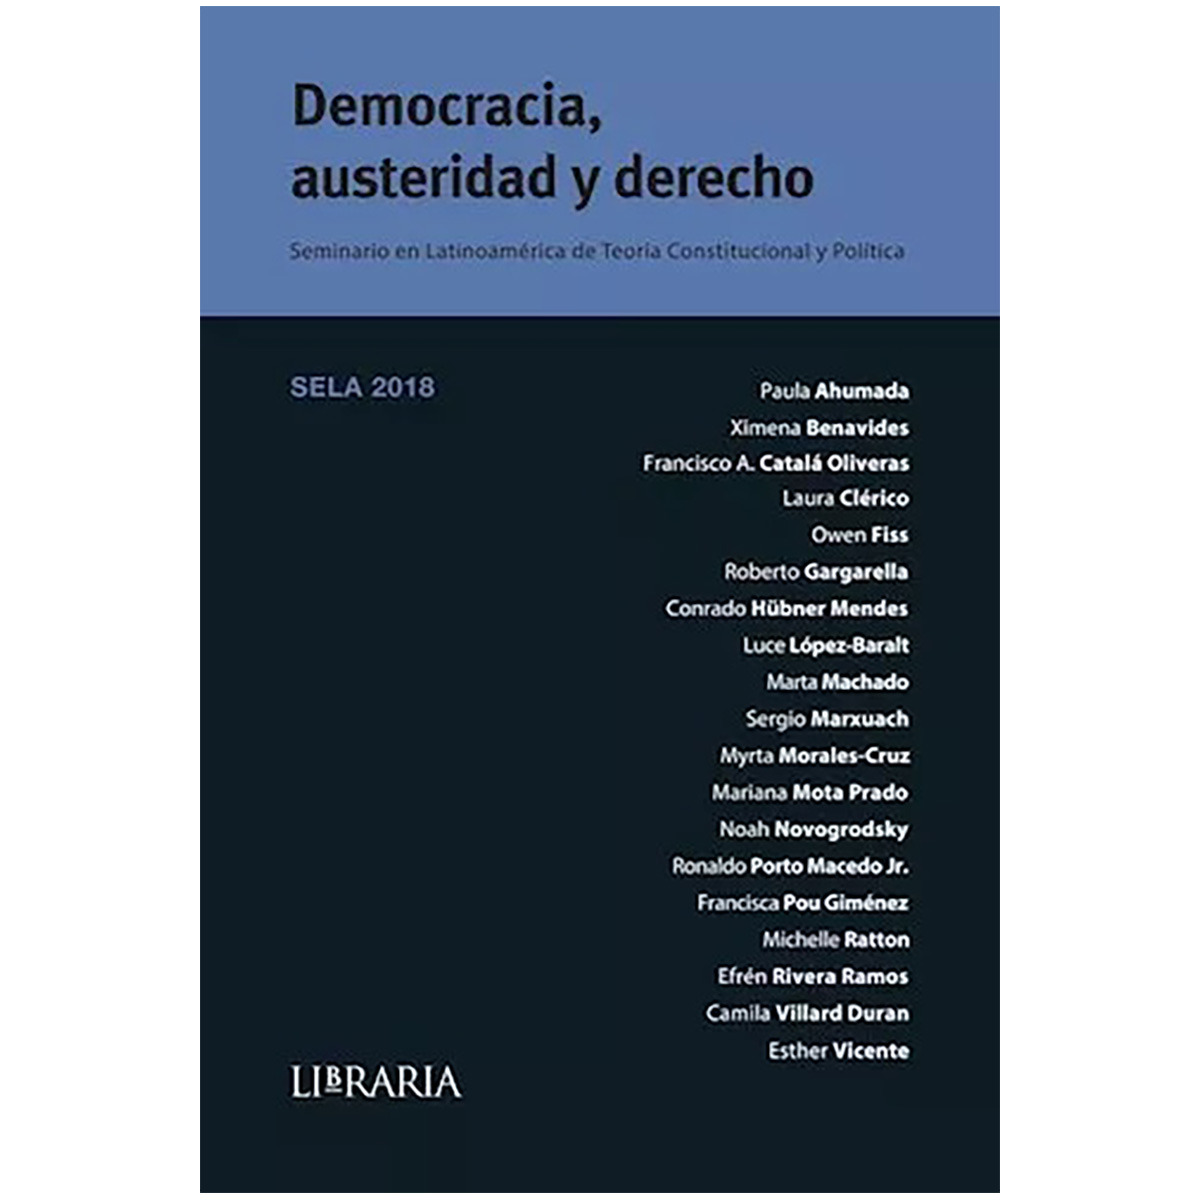 Democracia,
austeridad y derecho
Seminario en Latinoamérica de Teoría Constitucional y Política
SELA 2018
Paula Ahumada
Ximena Benavides
Francisco A. Catalá Oliveras
Laura Clérico
Owen Fiss
Roberto Gargarella
Conrado Hübner Mendes
Luce López-Baralt
Marta Machado
Sergio Marxuach
Myrta Morales-Cruz
Mariana Mota Prado
Noah Novogrodsky
Ronaldo Porto Macedo Jr.
Francisca Pou Giménez
Michelle Ratton
Efrén Rivera Ramos
Camila Villard Duran
Esther Vicente
LIBRARIA